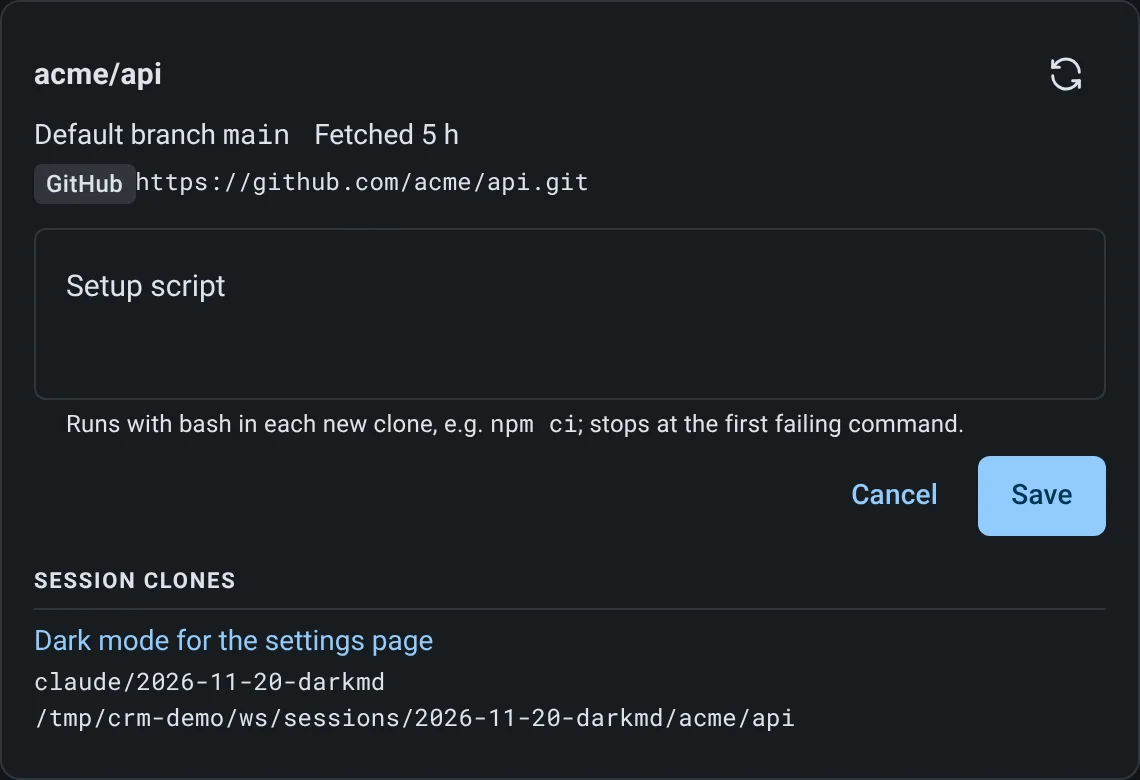 acme/api
Default branch main Fetched 5 h
GitHub https://github.com/acme/api.git
Setup script
Runs with bash in each new clone, e.g. npm ci; stops at the first failing command.
Cancel Save
SESSION CLONES
Dark mode for the settings page
claude/2026-11-20-darkmd
/tmp/crm-demo/ws/sessions/2026-11-20-darkmd/acme/api